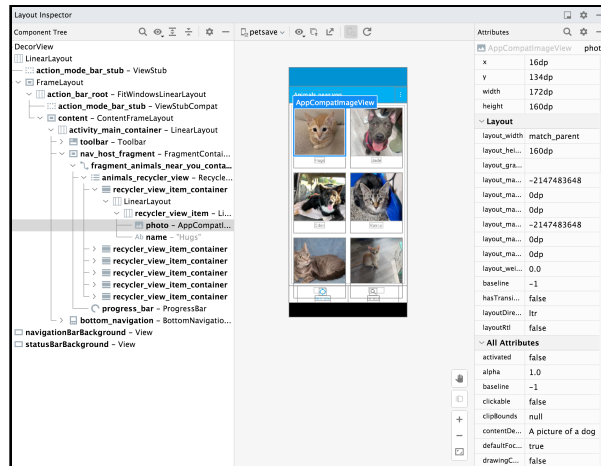 Layout Inspector
Component Tree
petsave
Attributes
DecorView
LinearLayout
action_mode_bar_stub – ViewStub
FrameLayout
action_bar_root – FitWindowsLinearLayout
action_mode_bar_stub – ViewStubCompat
content – ContentFrameLayout
activity_main_container – LinearLayout
toolbar – Toolbar
nav_host_fragment – FragmentContai...
fragment_animals_near_you_conta...
animals_recycler_view – Recycle...
recycler_view_item_container
LinearLayout
recycler_view_item – Li...
photo – AppCompatI...
Ab name – "Hugs"
recycler_view_item_container
recycler_view_item_container
recycler_view_item_container
recycler_view_item_container
recycler_view_item_container
progress_bar – ProgressBar
bottom_navigation – BottomNavigatio...
navigationBarBackground – View
statusBarBackground – View
Animals near you
AppCompatImageView
AppCompatImageView phot
x 16dp
y 134dp
width 172dp
height 160dp
Layout
layout_width match_parent
layout_hei... 160dp
layout_gra...
layout_ma... -2147483648
layout_ma... 0dp
layout_ma... -2147483648
layout_ma... 0dp
layout_ma... 0dp
layout_wei... 0.0
baseline -1
hasTransi... false
layoutDire... ltr
layoutRtl false
All Attributes
activated false
alpha 1.0
baseline -1
clickable false
clipBounds null
contentDe... A picture of a dog
defaultFoc... true
drawingC... false